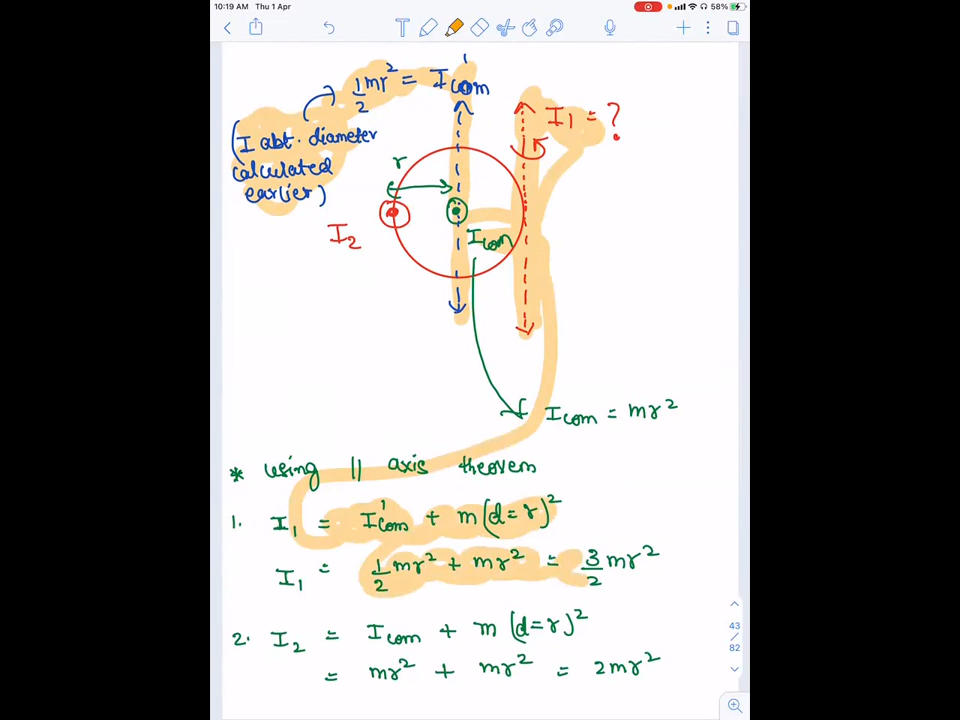 10:19 AM Thu 1 Apr
58%
1/2 mr² = I'com
(I abt. diameter
calculated
earlier)
I₁ = ?
r
I₂
Icom
Icom = mr²
* using || axis theorem
1. I₁ = I'com + m(d=r)²
I₁ = 1/2 mr² + mr² = 3/2 mr²
2. I₂ = Icom + m(d=r)²
= mr² + mr² = 2mr²
43
/
82